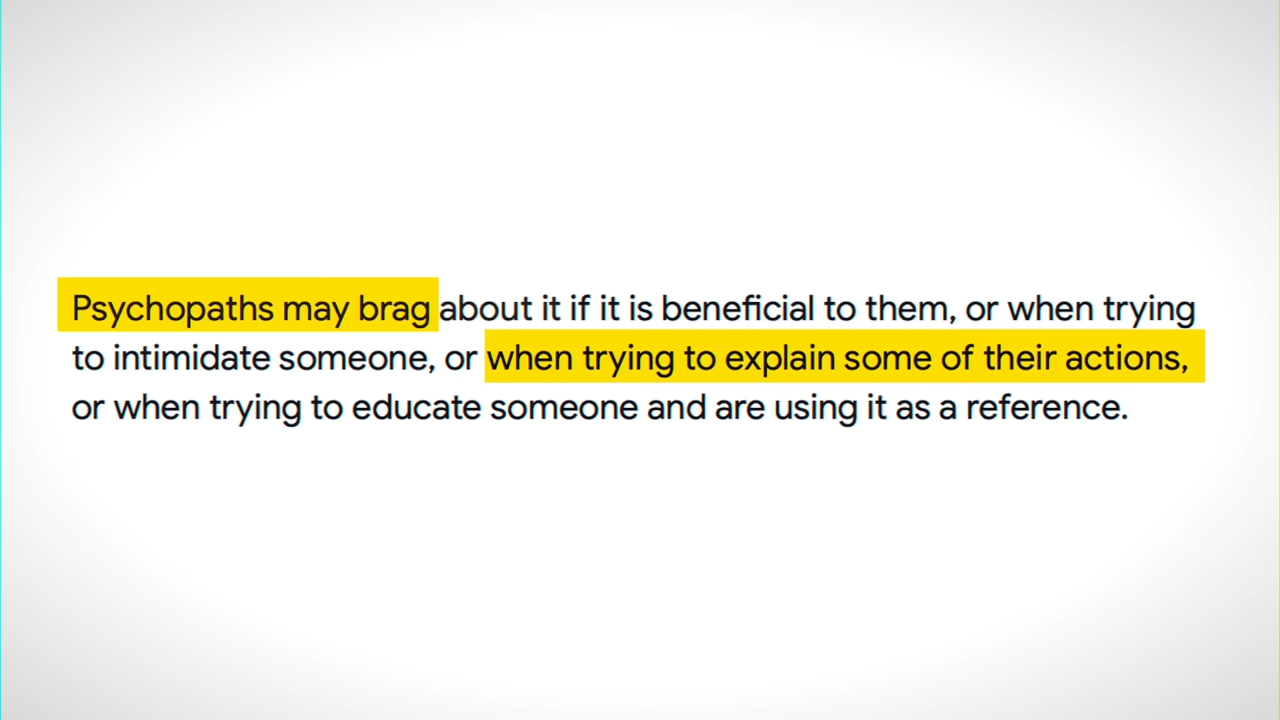 Psychopaths may brag about it if it is beneficial to them, or when trying
to intimidate someone, or when trying to explain some of their actions,
or when trying to educate someone and are using it as a reference.